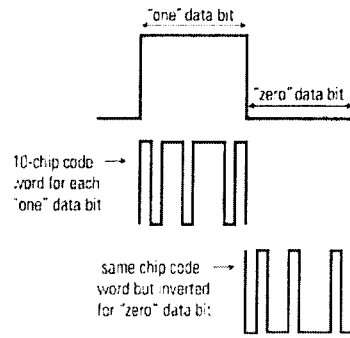 "one" data bit
"zero" data bit
10-chip code
word for each
"one" data bit
same chip code
word but inverted
for "zero" data bit